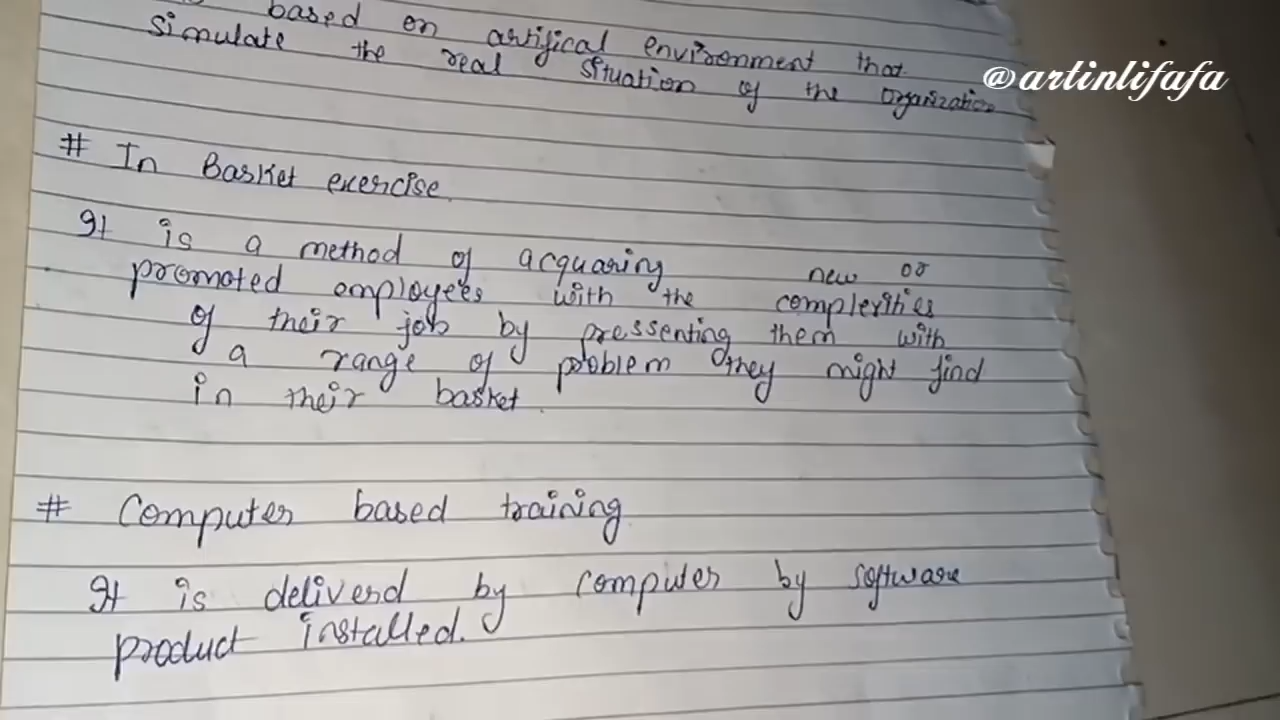 based on artifical environment that
simulate the real situation of the organization
@artinlifafa
# In Basket exercise
It is a method of acquaring new or
promoted employees with the complexities
of their job by pressenting them with
a range of problem they might find
in their basket
# Computer based training
It is deliverd by computer by software
product installed.